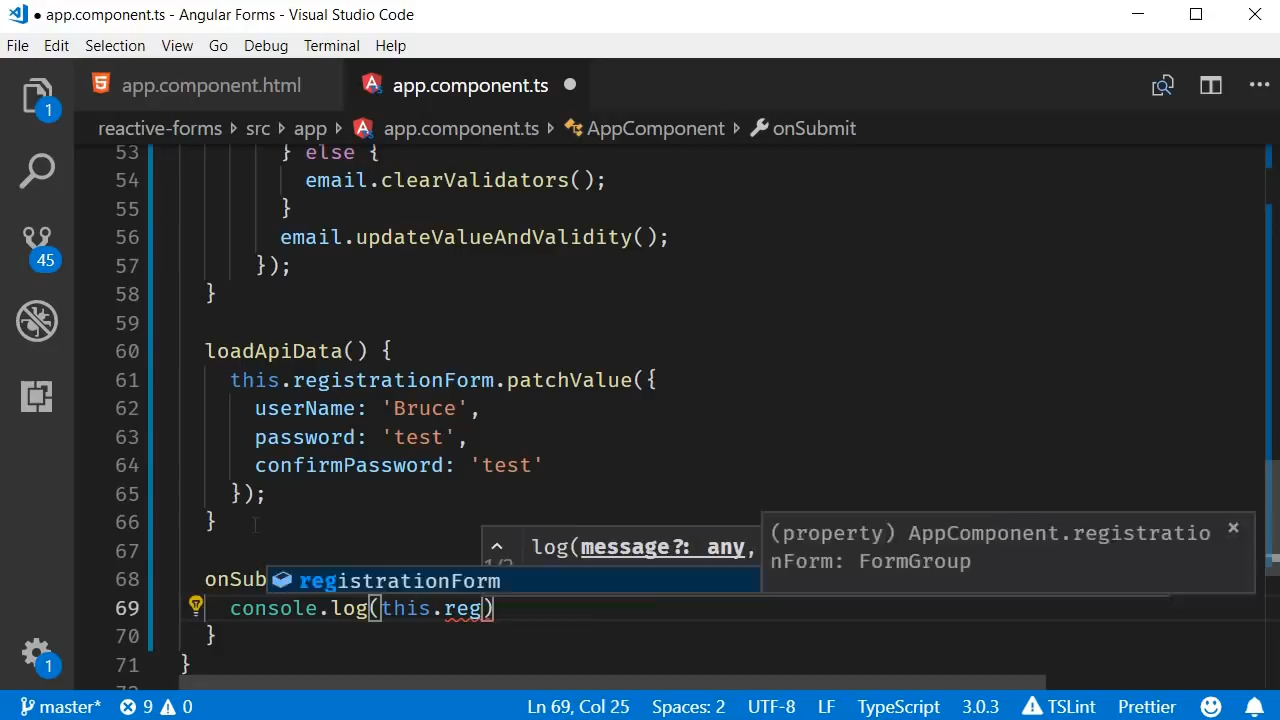 app.component.ts - Angular Forms - Visual Studio Code
File Edit Selection View Go Debug Terminal Help
app.component.html app.component.ts
reactive-forms src app app.component.ts AppComponent onSubmit
53 } else {
54 email.clearValidators();
55 }
56 email.updateValueAndValidity();
57 });
58 }
59
60 loadApiData() {
61 this.registrationForm.patchValue({
62 userName: 'Bruce',
63 password: 'test',
64 confirmPassword: 'test'
65 });
66 }
67
log(message?: any,
(property) AppComponent.registratio
nForm: FormGroup
68 onSub
registrationForm
69 console.log(this.reg)
70 }
71 }
1
45
1
master* 9 0 Ln 69, Col 25 Spaces: 2 UTF-8 LF TypeScript 3.0.3 TSLint Prettier